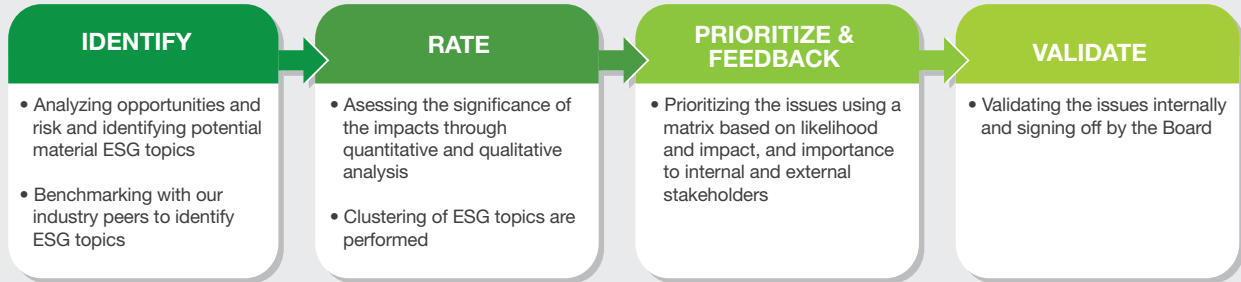 IDENTIFY
• Analyzing opportunities and
risk and identifying potential
material ESG topics
• Benchmarking with our
industry peers to identify
ESG topics
RATE
• Asessing the significance of
the impacts through
quantitative and qualitative
analysis
• Clustering of ESG topics are
performed
PRIORITIZE &
FEEDBACK
• Prioritizing the issues using a
matrix based on likelihood
and impact, and importance
to internal and external
stakeholders
VALIDATE
• Validating the issues internally
and signing off by the Board